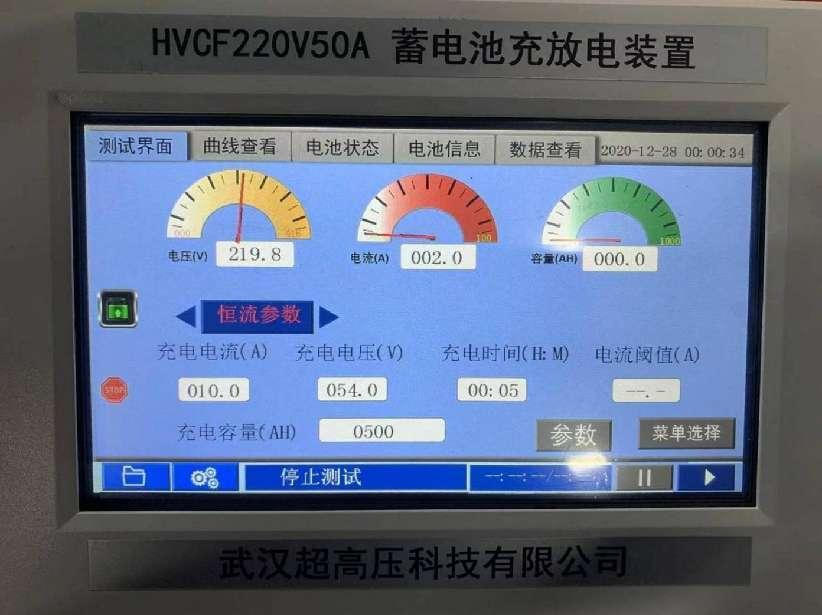 HVCF220V50A 蓄电池充放电装置
测试界面 曲线查看 电池状态 电池信息 数据查看 2020-12-28 00:00:34
000 100 1000
电压(V) 219.8 电流(A) 002.0 容量(AH) 000.0
恒流参数
充电电流(A) 充电电压(V) 充电时间(H:M) 电流阈值(A)
STOP 010.0 054.0 00:05 --.-
充电容量(AH) 0500 参数 菜单选择
停止测试 --:--:--/--:--
武汉超高压科技有限公司